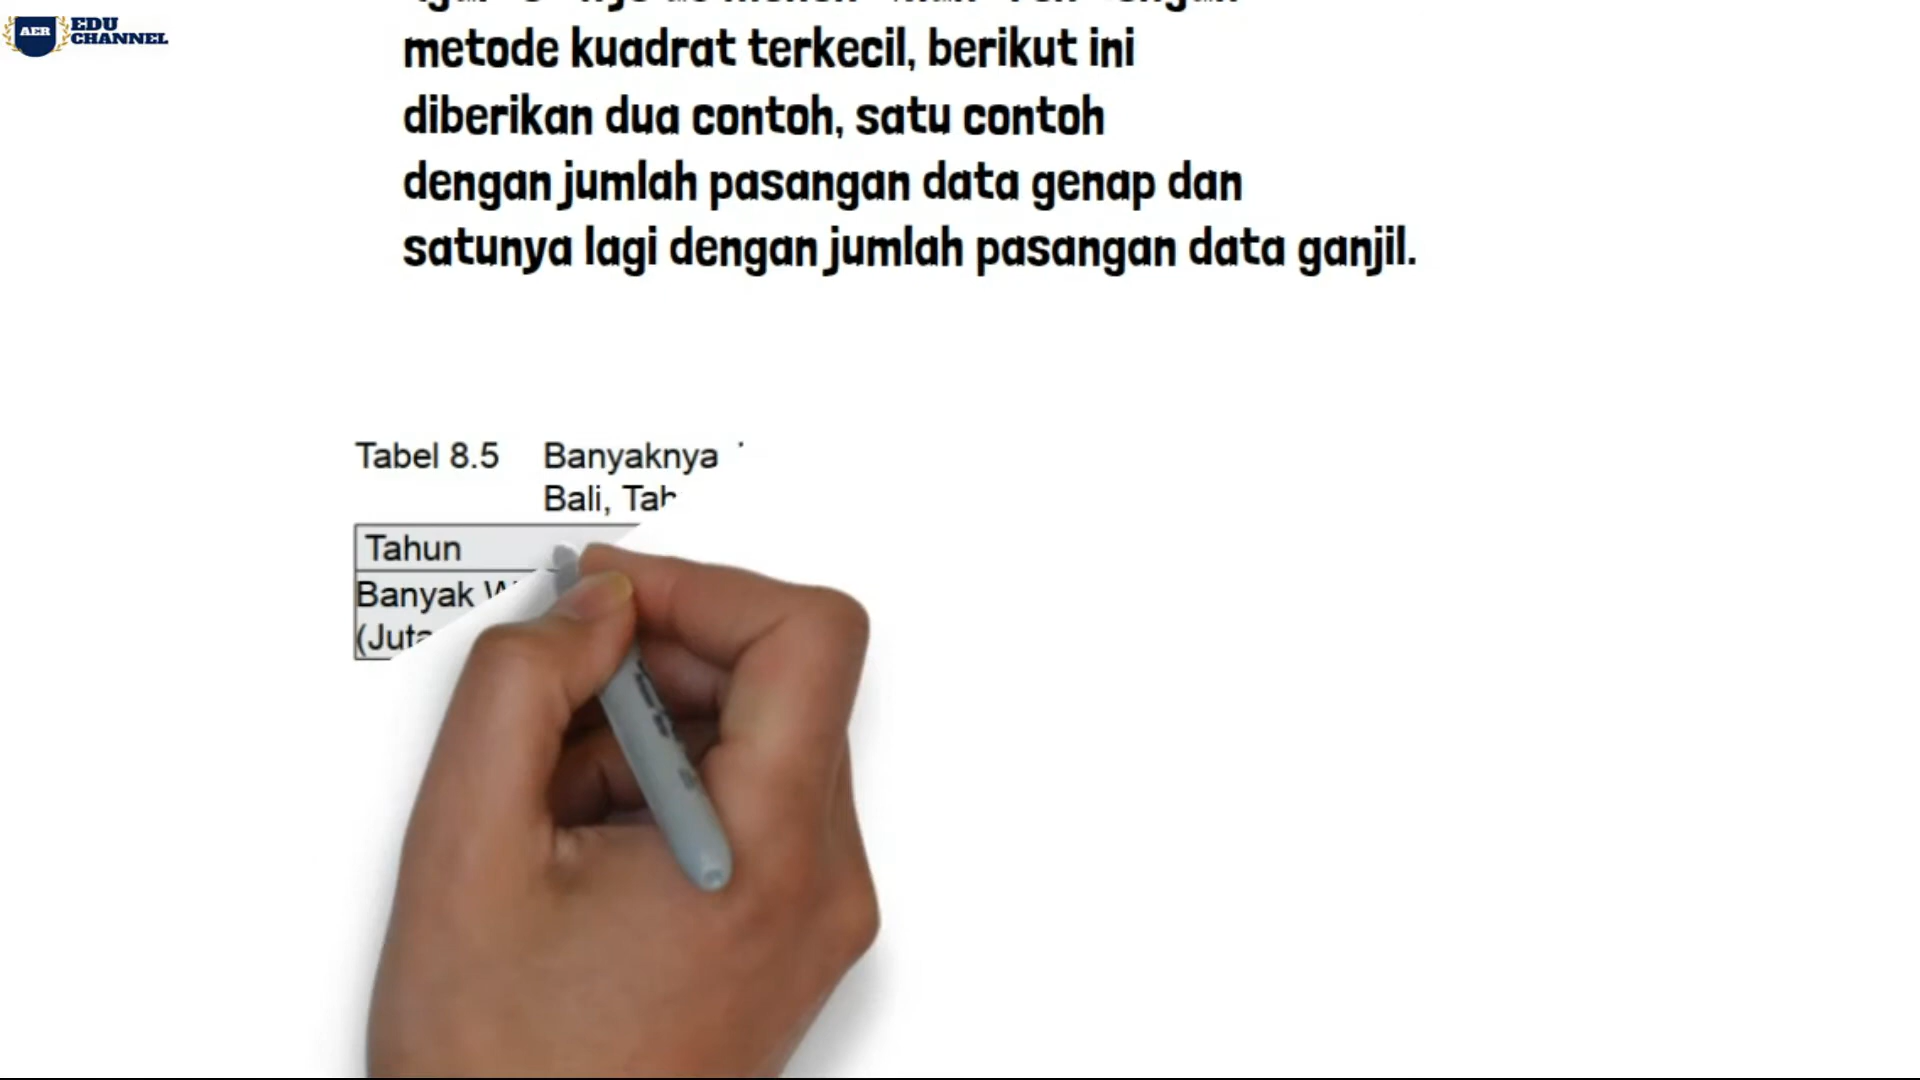 AER EDU
CHANNEL
metode kuadrat terkecil, berikut ini
diberikan dua contoh, satu contoh
dengan jumlah pasangan data genap dan
satunya lagi dengan jumlah pasangan data ganjil.
Tabel 8.5 Banyaknya
Bali,
Tahun
Banyak